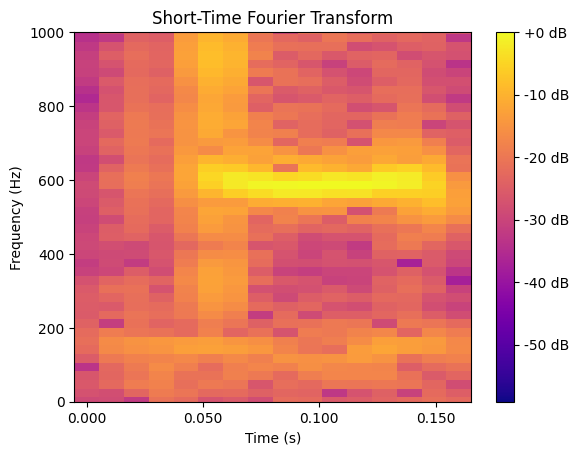 Short-Time Fourier Transform
1000
800
600
400
200
0
Frequency (Hz)
0.000
0.050
0.100
0.150
Time (s)
+0 dB
-10 dB
-20 dB
-30 dB
-40 dB
-50 dB